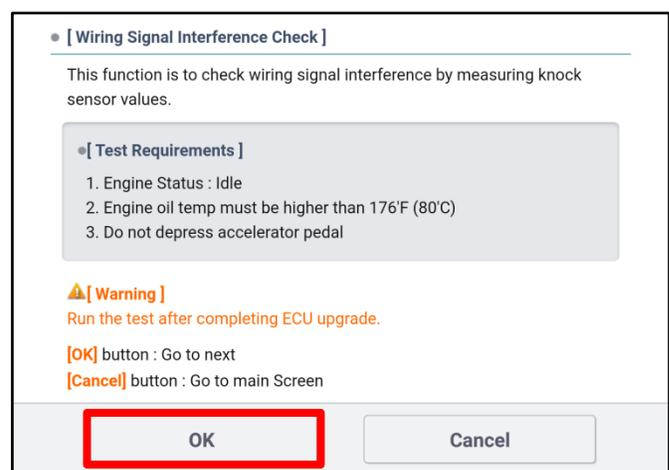 [ Wiring Signal Interference Check ]
This function is to check wiring signal interference by measuring knock
sensor values.
[ Test Requirements ]
1. Engine Status : Idle
2. Engine oil temp must be higher than 176'F (80'C)
3. Do not depress accelerator pedal
[ Warning ]
Run the test after completing ECU upgrade.
[OK] button : Go to next
[Cancel] button : Go to main Screen
OK Cancel